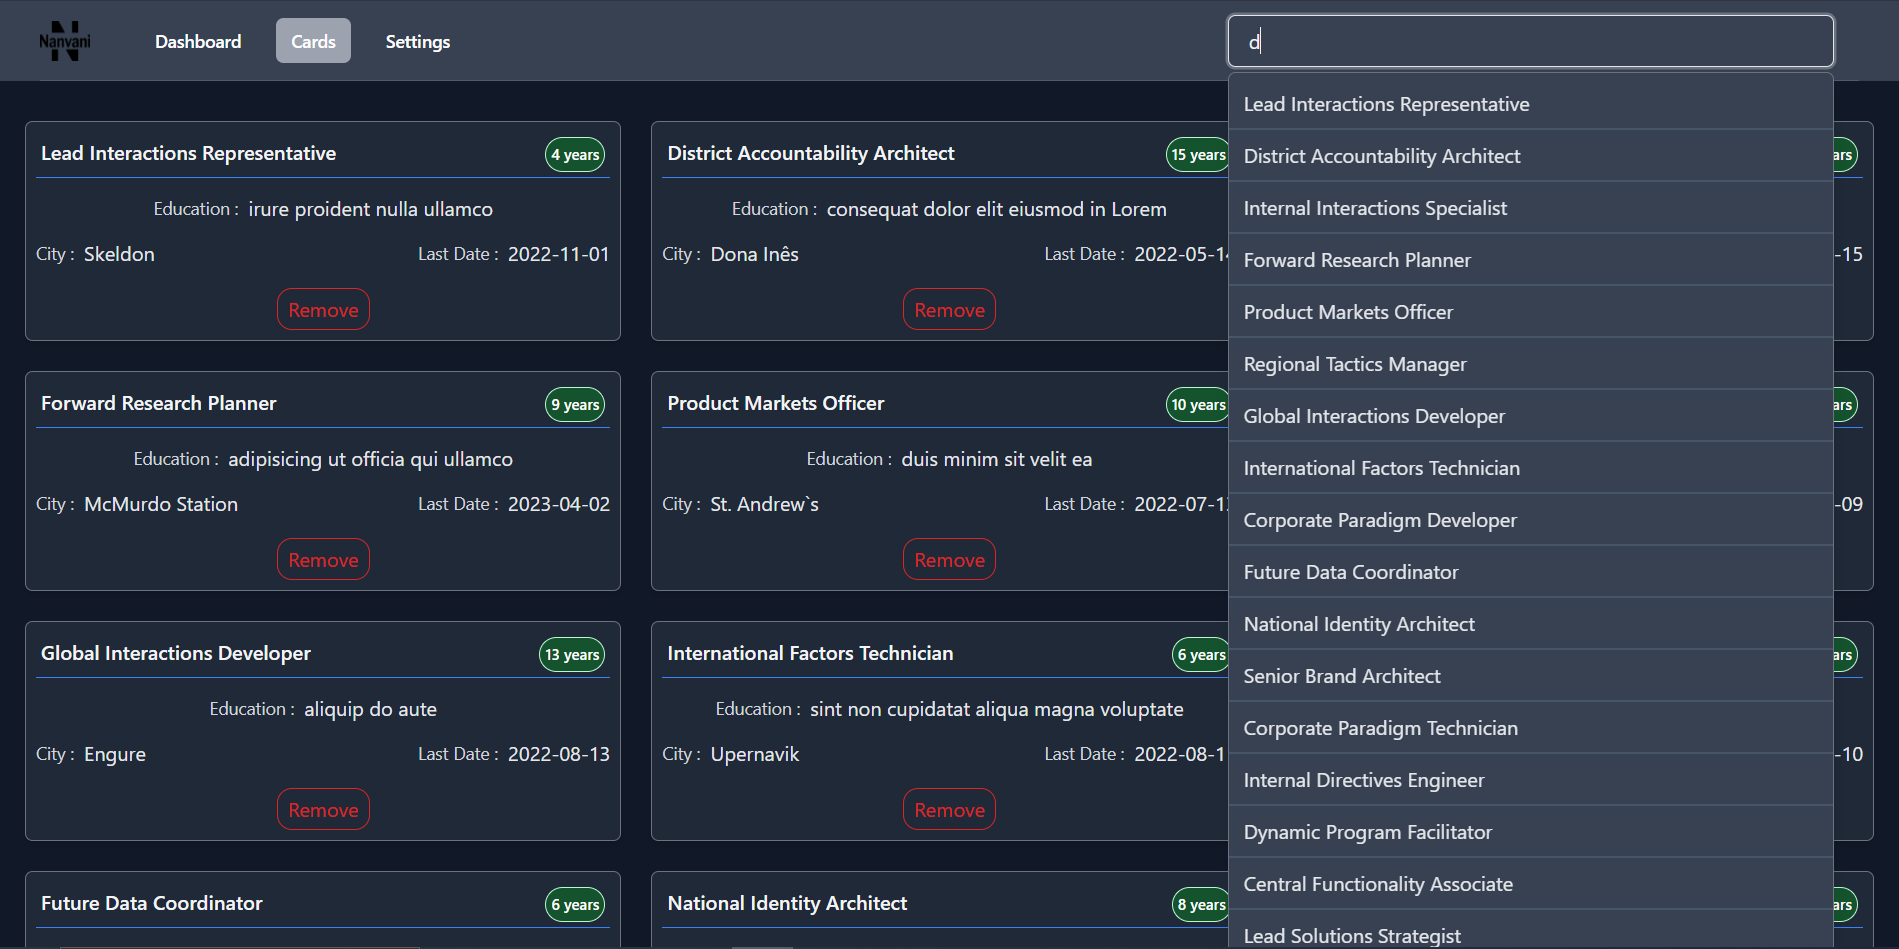 Nanvani
Dashboard
Cards
Settings
d
Lead Interactions Representative
4 years
Education : irure proident nulla ullamco
City : Skeldon
Last Date : 2022-11-01
Remove
District Accountability Architect
15 years
Education : consequat dolor elit eiusmod in Lorem
City : Dona Inês
Last Date : 2022-05-14
Remove
-15
Forward Research Planner
9 years
Education : adipisicing ut officia qui ullamco
City : McMurdo Station
Last Date : 2023-04-02
Remove
Product Markets Officer
10 years
Education : duis minim sit velit ea
City : St. Andrew`s
Last Date : 2022-07-1
Remove
-09
Global Interactions Developer
13 years
Education : aliquip do aute
City : Engure
Last Date : 2022-08-13
Remove
International Factors Technician
6 years
Education : sint non cupidatat aliqua magna voluptate
City : Upernavik
Last Date : 2022-08-1
Remove
-10
Future Data Coordinator
6 years
National Identity Architect
8 years
Lead Interactions Representative
District Accountability Architect
Internal Interactions Specialist
Forward Research Planner
Product Markets Officer
Regional Tactics Manager
Global Interactions Developer
International Factors Technician
Corporate Paradigm Developer
Future Data Coordinator
National Identity Architect
Senior Brand Architect
Corporate Paradigm Technician
Internal Directives Engineer
Dynamic Program Facilitator
Central Functionality Associate
Lead Solutions Strategist